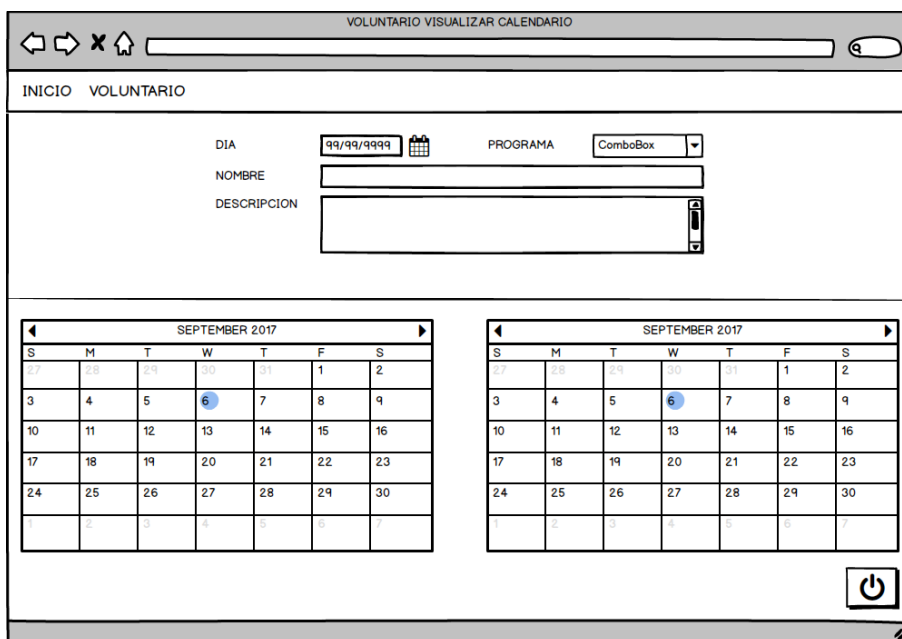 VOLUNTARIO VISUALIZAR CALENDARIO
INICIO VOLUNTARIO
DIA 99/99/9999 PROGRAMA ComboBox
NOMBRE
DESCRIPCION
SEPTEMBER 2017 SEPTEMBER 2017
S M T W T F S S M T W T F S
27 28 29 30 31 1 2 27 28 29 30 31 1 2
3 4 5 6 7 8 9 3 4 5 6 7 8 9
10 11 12 13 14 15 16 10 11 12 13 14 15 16
17 18 19 20 21 22 23 17 18 19 20 21 22 23
24 25 26 27 28 29 30 24 25 26 27 28 29 30
1 2 3 4 5 6 7 1 2 3 4 5 6 7